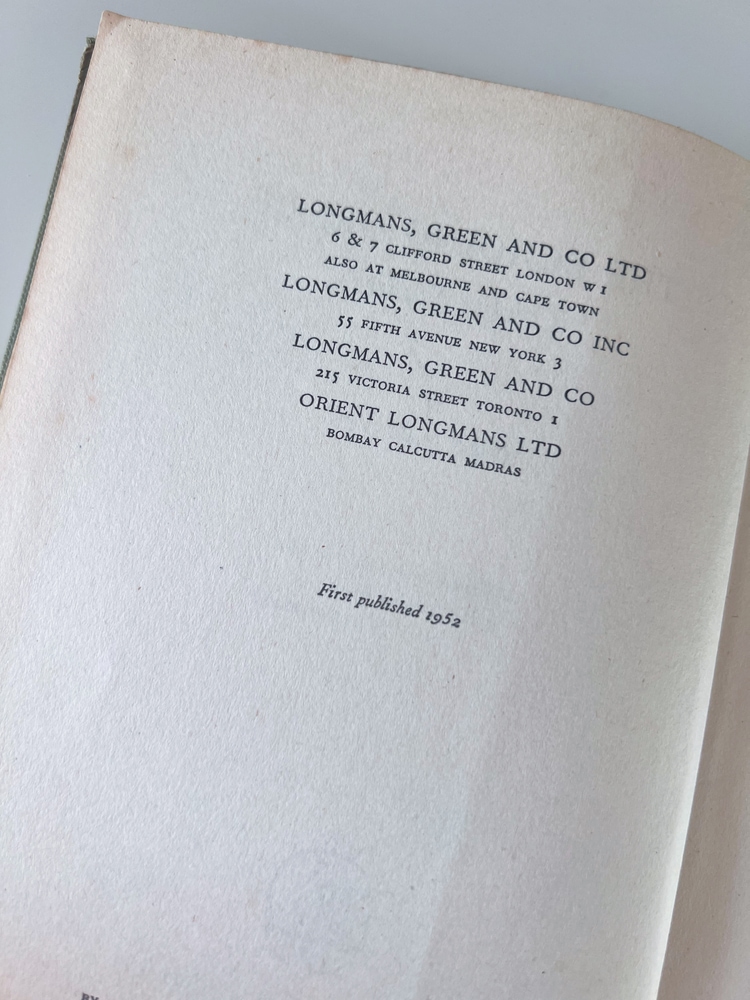 LONGMANS, GREEN AND CO LTD
6 & 7 CLIFFORD STREET LONDON W 1
ALSO AT MELBOURNE AND CAPE TOWN
LONGMANS, GREEN AND CO INC
55 FIFTH AVENUE NEW YORK 3
LONGMANS, GREEN AND CO
215 VICTORIA STREET TORONTO 1
ORIENT LONGMANS LTD
BOMBAY CALCUTTA MADRAS
First published 1952